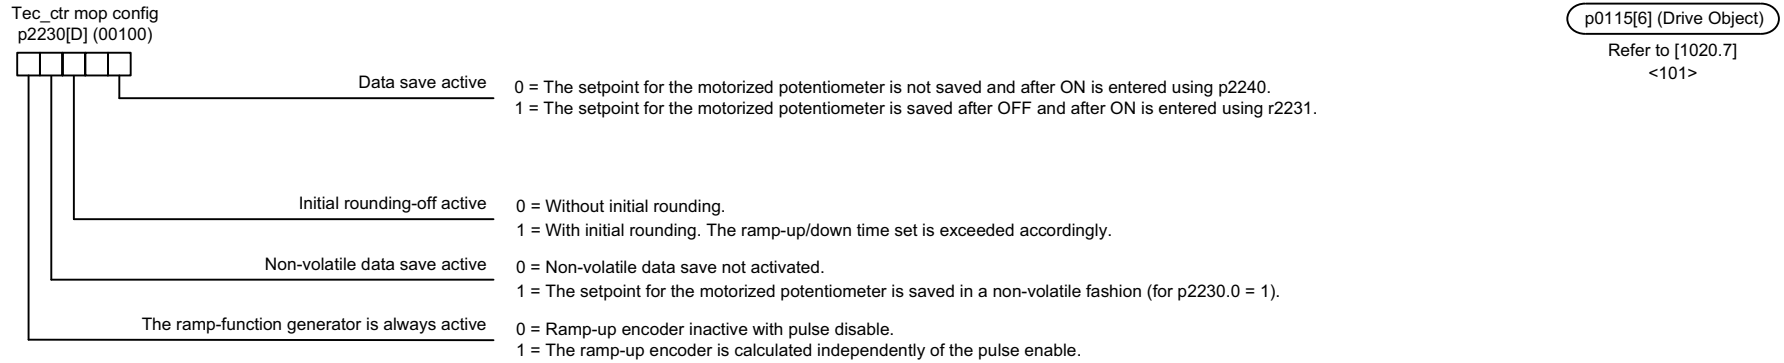 Tec_ctr mop config
p2230[D] (00100)
p0115[6] (Drive Object)
Refer to [1020.7]
<101>
Data save active
0 = The setpoint for the motorized potentiometer is not saved and after ON is entered using p2240.
1 = The setpoint for the motorized potentiometer is saved after OFF and after ON is entered using r2231.
Initial rounding-off active
0 = Without initial rounding.
1 = With initial rounding. The ramp-up/down time set is exceeded accordingly.
Non-volatile data save active
0 = Non-volatile data save not activated.
1 = The setpoint for the motorized potentiometer is saved in a non-volatile fashion (for p2230.0 = 1).
The ramp-function generator is always active
0 = Ramp-up encoder inactive with pulse disable.
1 = The ramp-up encoder is calculated independently of the pulse enable.